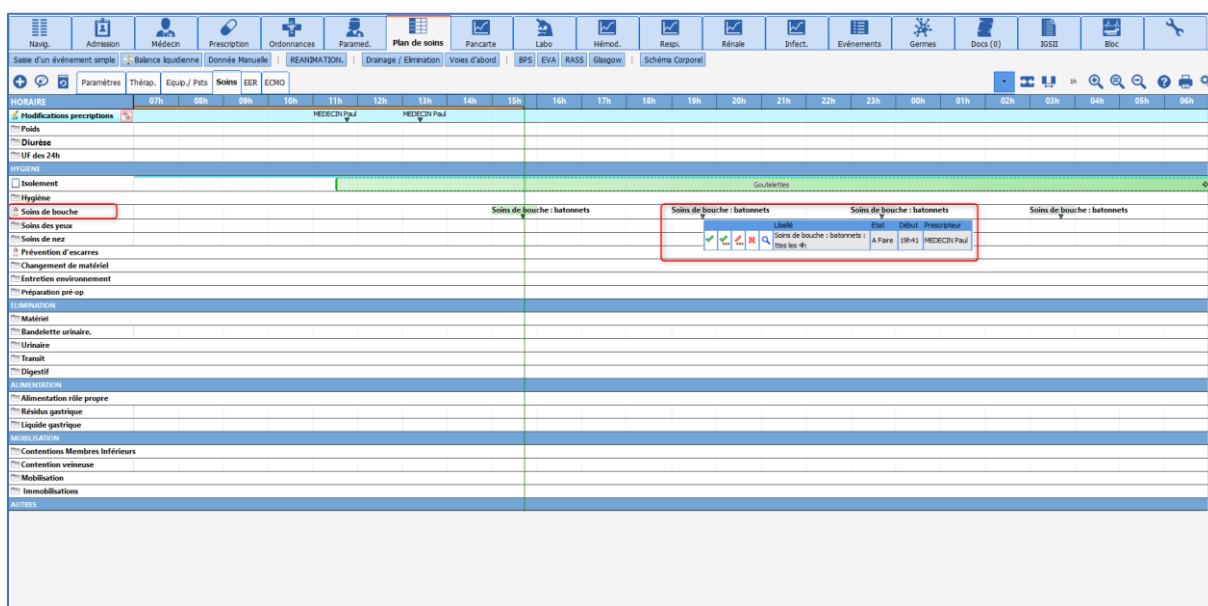 Navig. Admission Médecin Prescription Ordonnances Paramed. Plan de soins Pancarte Labo Hémod. Respi. Rénale Infect. Evénements Germes Docs (0) IGSII Bloc
Saisie d'un événement simple Balance liquidienne Donnée Manuelle | REANIMATION. | Drainage / Elimination Voies d'abord | BPS EVA RASS Glasgow | Schéma Corporel
Paramètres Thérap. Equip./ Psts Soins EER ECMO 1h
HORAIRE 07h 08h 09h 10h 11h 12h 13h 14h 15h 16h 17h 18h 19h 20h 21h 22h 23h 00h 01h 02h 03h 04h 05h 06h
Modifications precriptions MEDECIN Paul MEDECIN Paul
Poids
Diurèse
UF des 24h
HYGIENE
Isolement Goutelettes
Hygiène
Soins de bouche Soins de bouche : batonnets Soins de bouche : batonnets Soins de bouche : batonnets Soins de bouche : batonnets
Libellé Etat Début Prescripteur
Soins de bouche : batonnets :
ttes les 4h A Faire 19h41 MEDECIN Paul
Soins des yeux
Soins de nez
Prévention d'escarres
Changement de matériel
Entretien environnement
Préparation pré-op
ELIMINATION
Matériel
Bandelette urinaire.
Urinaire
Transit
Digestif
ALIMENTATION
Alimentation rôle propre
Résidus gastrique
Liquide gastrique
MOBILISATION
Contentions Membres Inférieurs
Contention veineuse
Mobilisation
Immobilisations
AUTRES